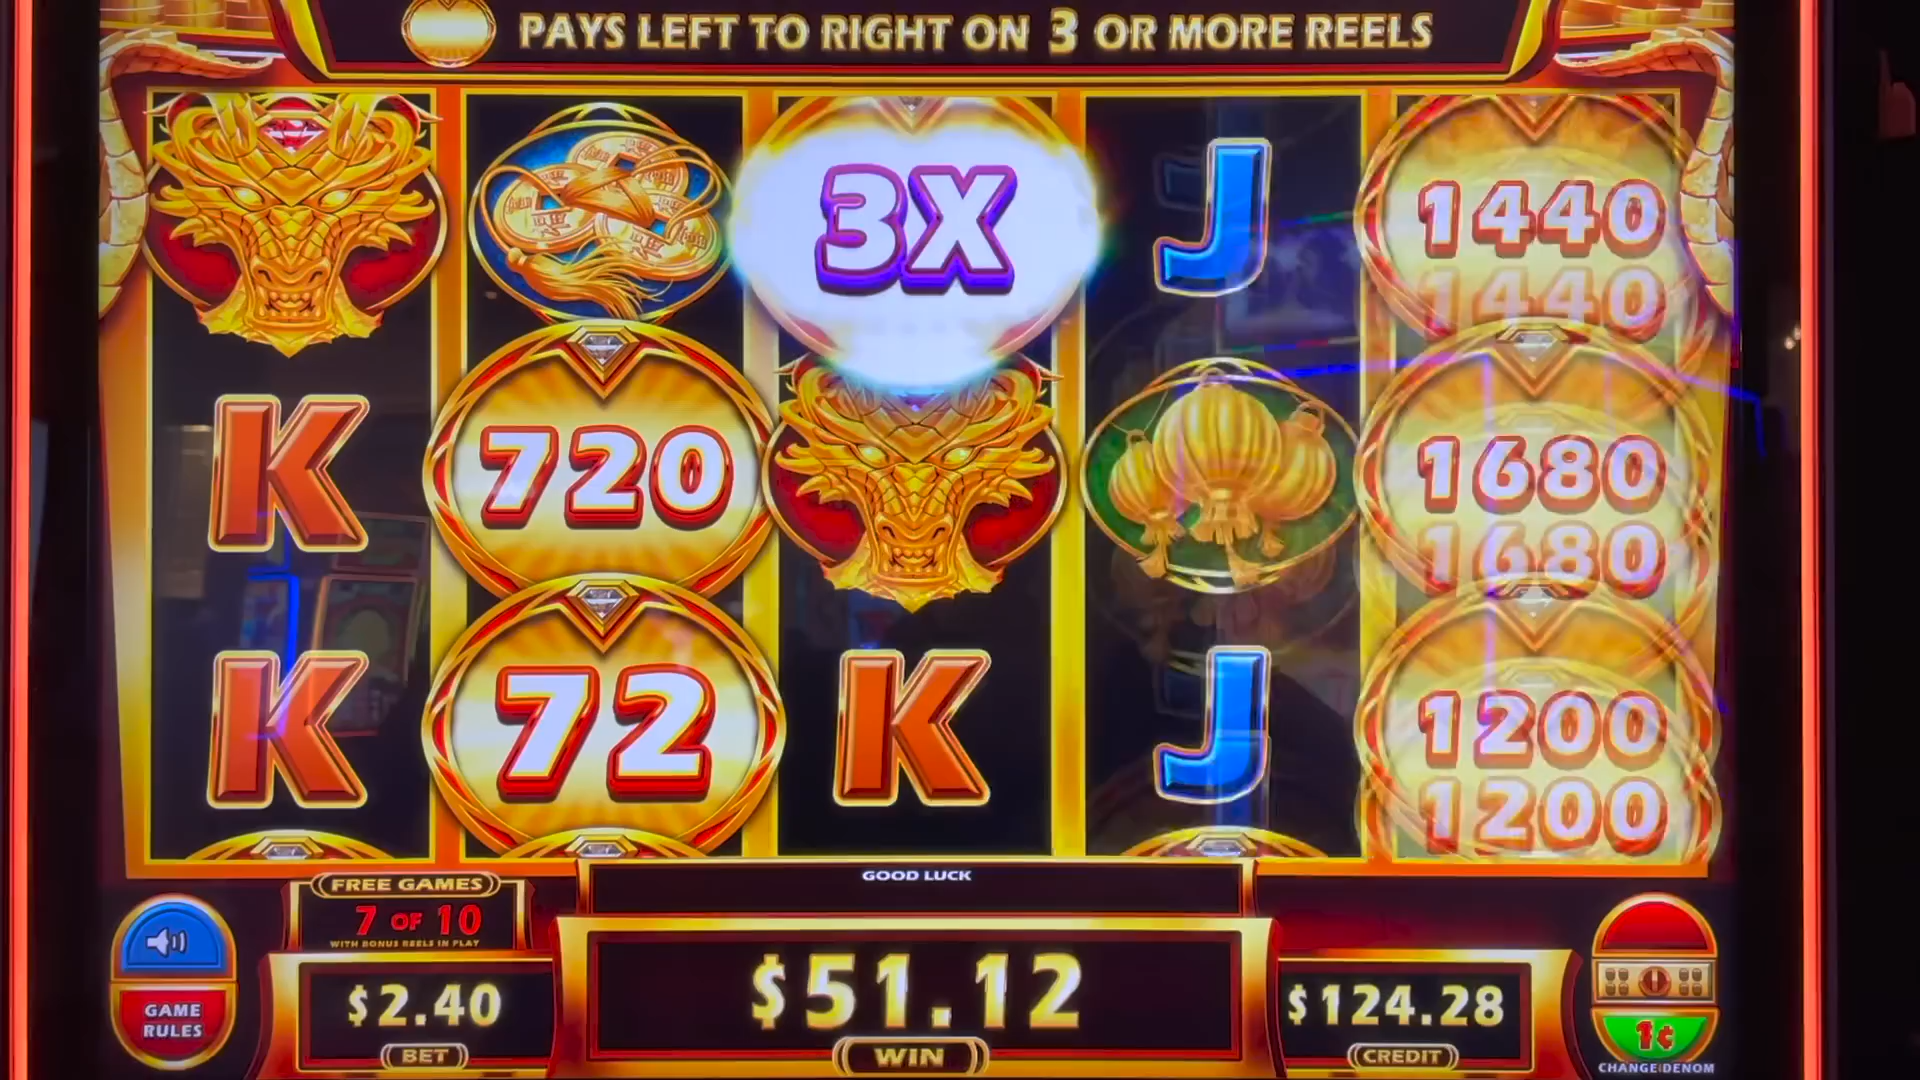 PAYS LEFT TO RIGHT ON 3 OR MORE REELS
3X
J
1440
1440
K
720
1680
1680
K
72
K
J
1200
1200
GOOD LUCK
FREE GAMES
7 OF 10
WITH BONUS REELS IN PLAY
GAME
RULES
$2.40
BET
$51.12
WIN
$124.28
CREDIT
1¢
CHANGE DENOM